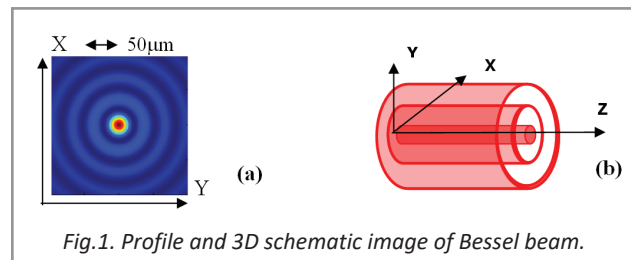 X 50μm
Y
(a)
Y
X
Z
(b)
Fig.1. Profile and 3D schematic image of Bessel beam.